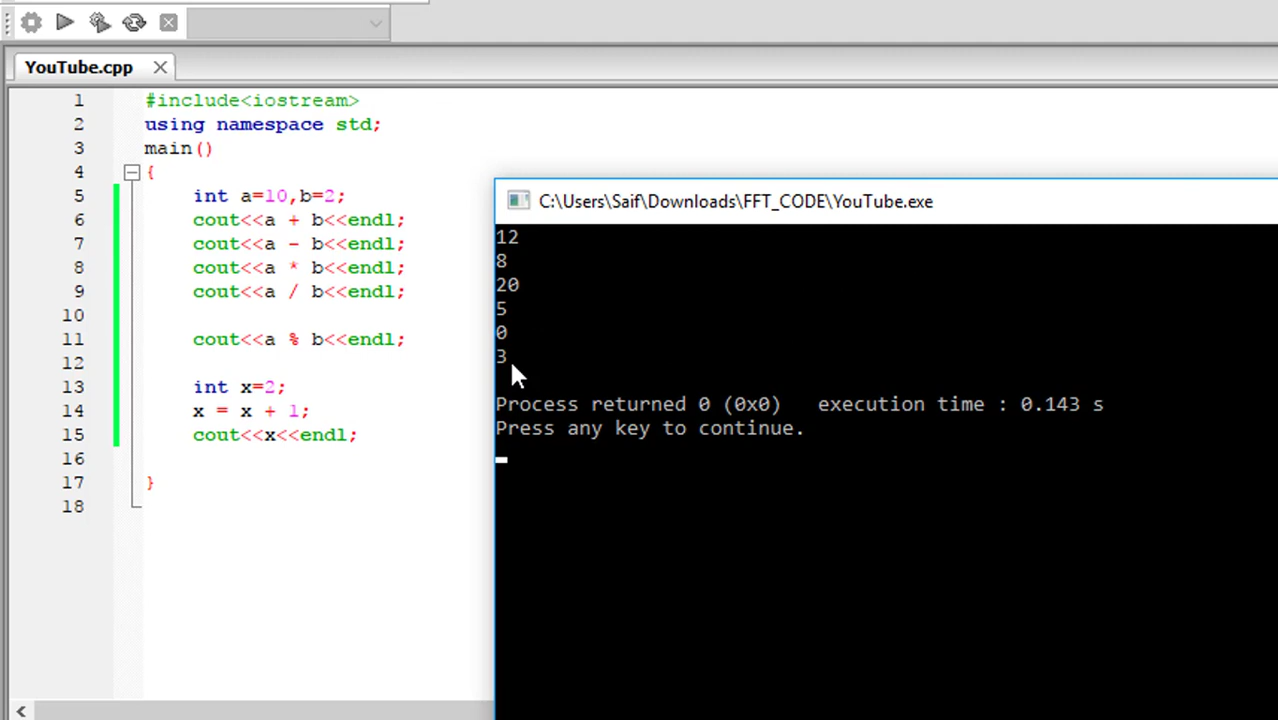 YouTube.cpp
1 #include<iostream>
2 using namespace std;
3 main()
4 {
5 int a=10,b=2;
6 cout<<a + b<<endl;
7 cout<<a - b<<endl;
8 cout<<a * b<<endl;
9 cout<<a / b<<endl;
10
11 cout<<a % b<<endl;
12
13 int x=2;
14 x = x + 1;
15 cout<<x<<endl;
16
17 }
18
C:\Users\Saif\Downloads\FFT_CODE\YouTube.exe
12
8
20
5
0
3
Process returned 0 (0x0)   execution time : 0.143 s
Press any key to continue.